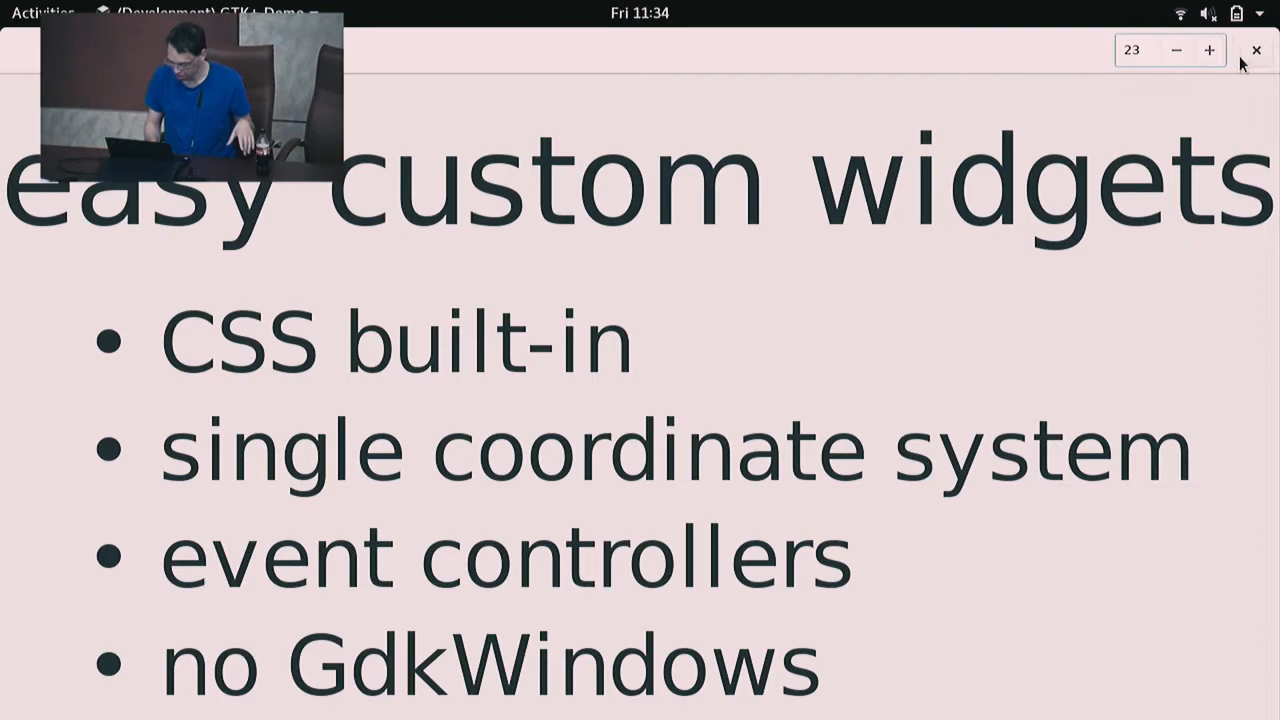 Activities (Development) GTK+ Demo Fri 11:34
23 − + ×
easy custom widgets
• CSS built-in
• single coordinate system
• event controllers
• no GdkWindows